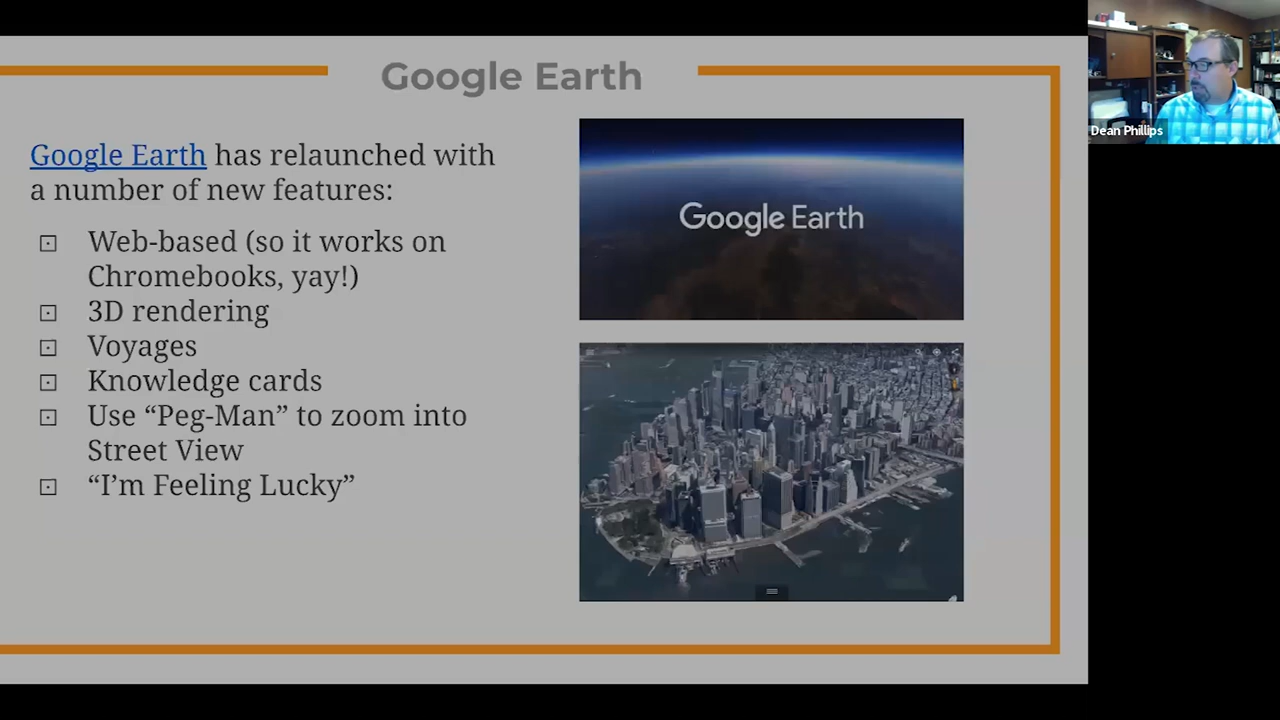 Google Earth
Google Earth has relaunched with
a number of new features:
Web-based (so it works on
Chromebooks, yay!)
3D rendering
Voyages
Knowledge cards
Use “Peg-Man” to zoom into
Street View
“I’m Feeling Lucky”
Google Earth
Dean Phillips